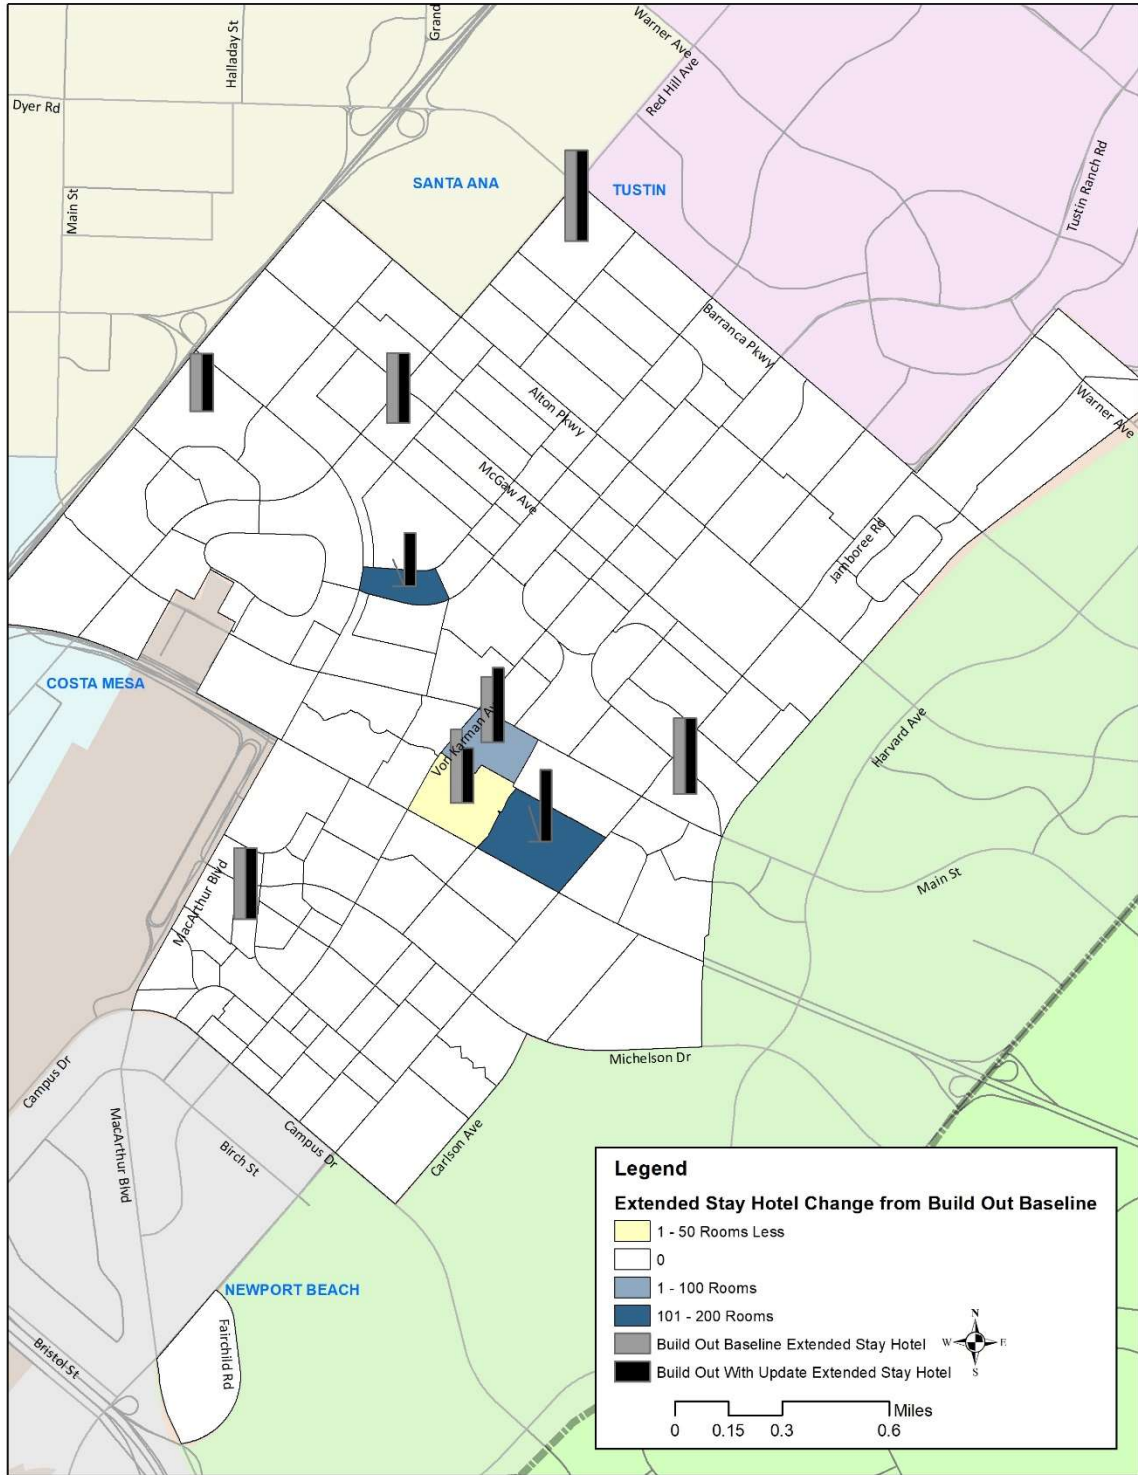 Halladay St
Grand
Warner Ave
Red Hill Ave
Dyer Rd
Main St
SANTA ANA
TUSTIN
Tustin Ranch Rd
Barranca Pkwy
Warner Ave
Alton Pkwy
McGaw Ave
Jamboree Rd
COSTA MESA
Von Karman Av
Harvard Ave
MacArthur Blvd
Main St
Michelson Dr
Campus Dr
MacArthur Blvd
Birch St
Campus Dr
Carlson Ave
NEWPORT BEACH
Fairchild Rd
Bristol St
Legend
Extended Stay Hotel Change from Build Out Baseline
1 - 50 Rooms Less
0
1 - 100 Rooms
101 - 200 Rooms
Build Out Baseline Extended Stay Hotel
Build Out With Update Extended Stay Hotel
N
W E
S
Miles
0 0.15 0.3 0.6